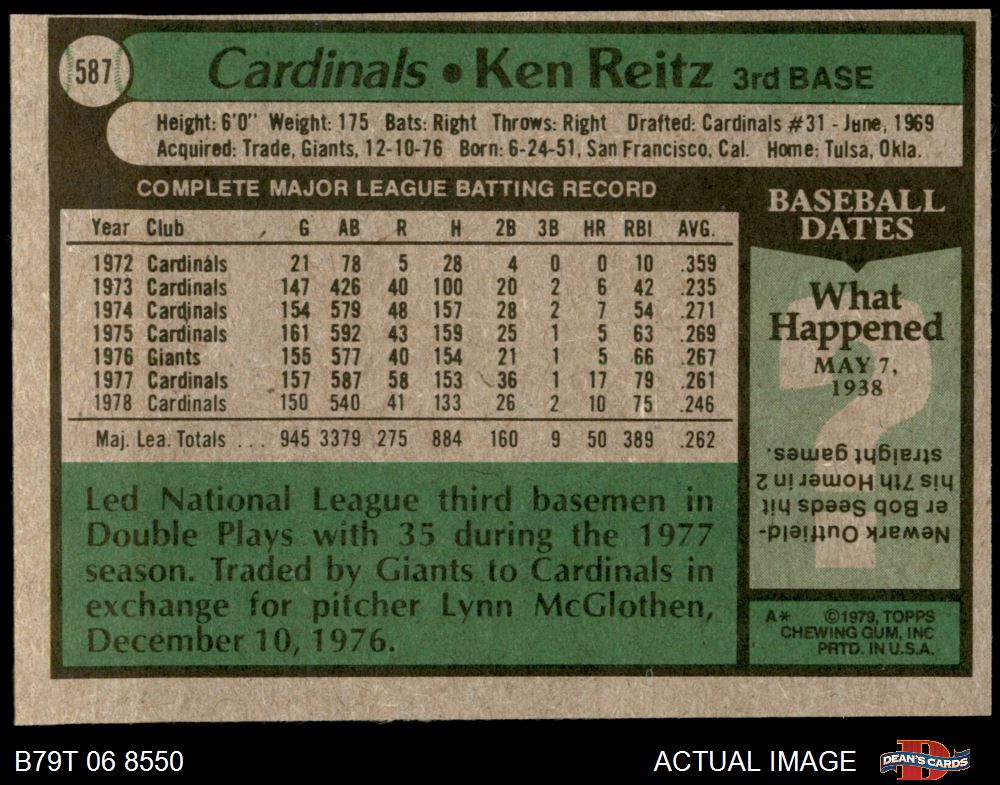 587
Cardinals • Ken Reitz 3rd BASE
Height: 6'0" Weight: 175 Bats: Right Throws: Right Drafted: Cardinals #31 - June, 1969
Acquired: Trade, Giants, 12-10-76 Born: 6-24-51, San Francisco, Cal. Home: Tulsa, Okla.
COMPLETE MAJOR LEAGUE BATTING RECORD
Year Club G AB R H 2B 3B HR RBI AVG.
1972 Cardinals 21 78 5 28 4 0 0 10 .359
1973 Cardinals 147 426 40 100 20 2 6 42 .235
1974 Cardinals 154 579 48 157 28 2 7 54 .271
1975 Cardinals 161 592 43 159 25 1 5 63 .269
1976 Giants 155 577 40 154 21 1 5 66 .267
1977 Cardinals 157 587 58 153 36 1 17 79 .261
1978 Cardinals 150 540 41 133 26 2 10 75 .246
Maj. Lea. Totals ... 945 3379 275 884 160 9 50 389 .262
Led National League third basemen in
Double Plays with 35 during the 1977
season. Traded by Giants to Cardinals in
exchange for pitcher Lynn McGlothen,
December 10, 1976.
BASEBALL
DATES
What
Happened
MAY 7,
1938
?
Newark Outfield-
er Bob Seeds hit
his 7th Homer in 2
straight games.
A* ©1979, TOPPS
CHEWING GUM, INC
PRTD. IN U.S.A.
B79T 06 8550
ACTUAL IMAGE
D
DEAN'S CARDS